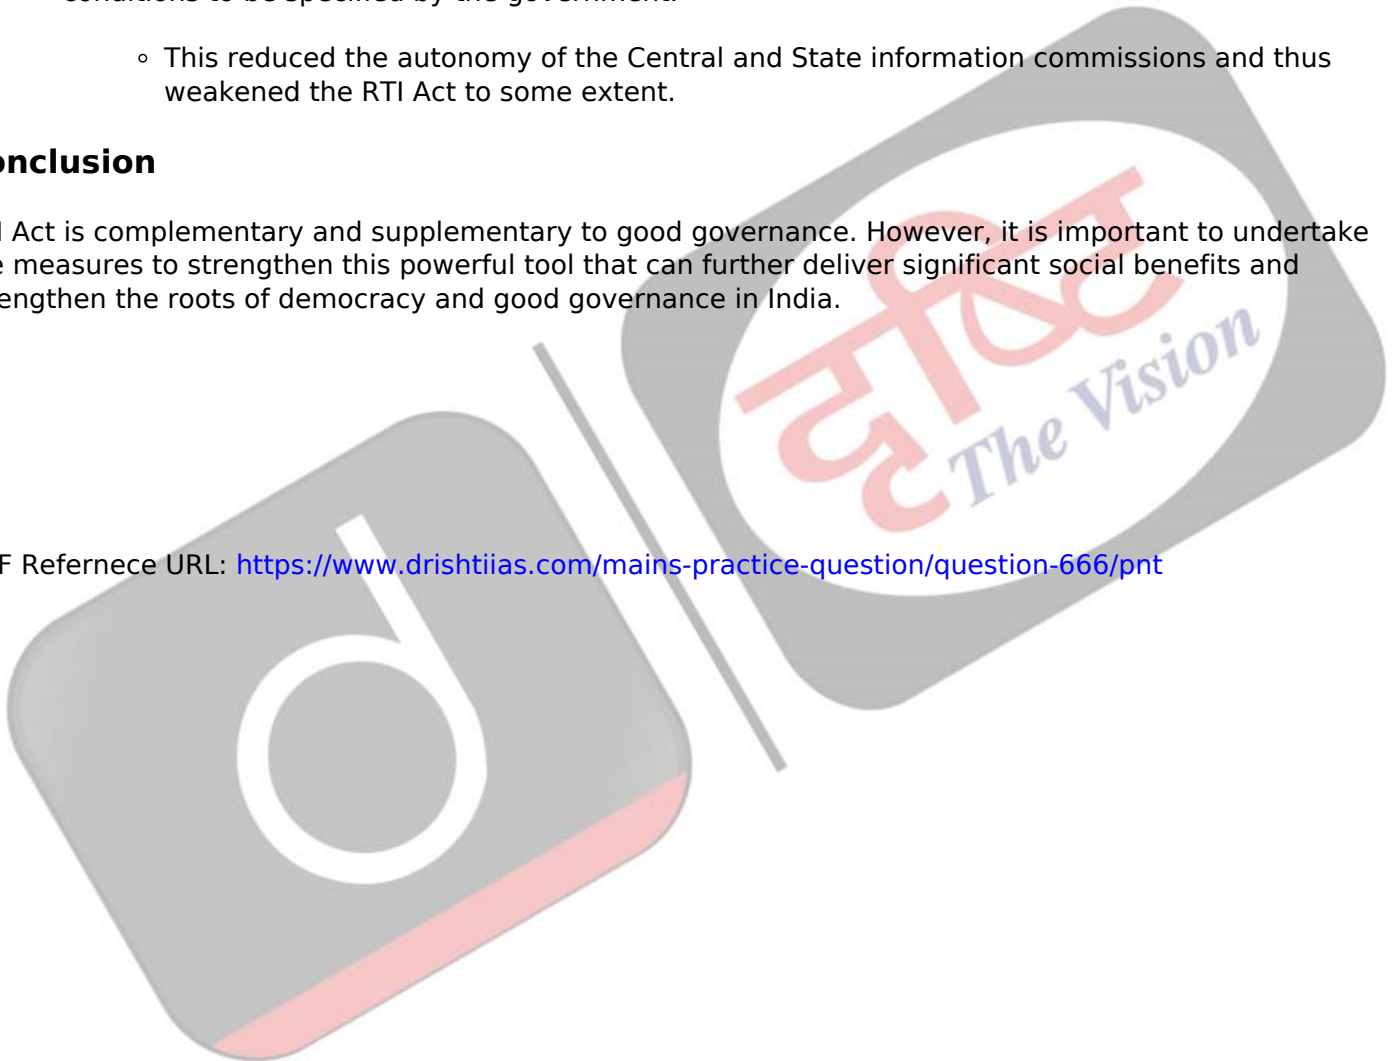 conditions to be specified by the government.
◦ This reduced the autonomy of the Central and State information commissions and thus
weakened the RTI Act to some extent.
onclusion
I Act is complementary and supplementary to good governance. However, it is important to undertake
e measures to strengthen this powerful tool that can further deliver significant social benefits and
engthen the roots of democracy and good governance in India.
दृष्टि
The Vision
d
F Refernece URL: https://www.drishtiias.com/mains-practice-question/question-666/pnt